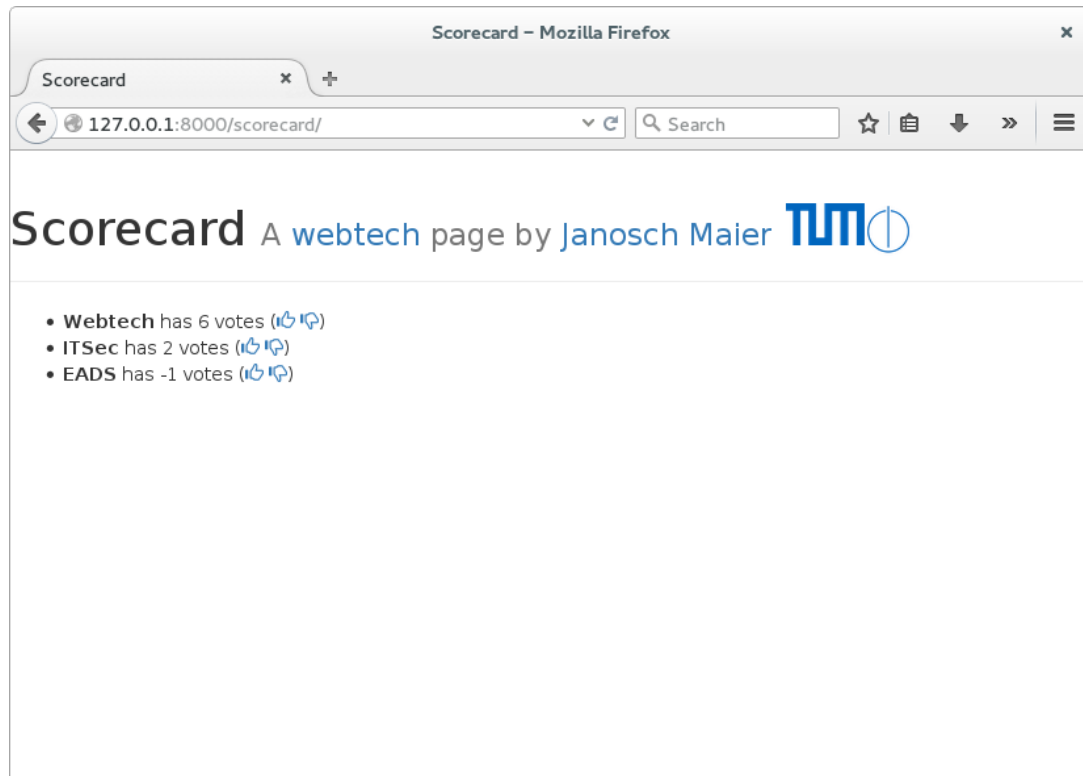 Scorecard – Mozilla Firefox
Scorecard
127.0.0.1:8000/scorecard/
Search
Scorecard A webtech page by Janosch Maier TUM
• Webtech has 6 votes ()
• ITSec has 2 votes ()
• EADS has -1 votes ()